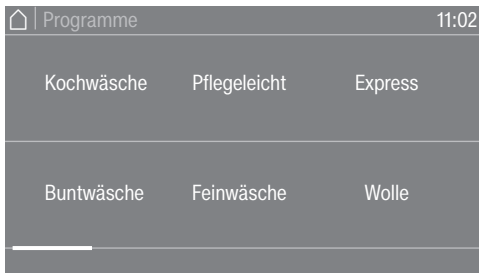 Programme 11:02
Kochwäsche Pflegeleicht Express
Buntwäsche Feinwäsche Wolle